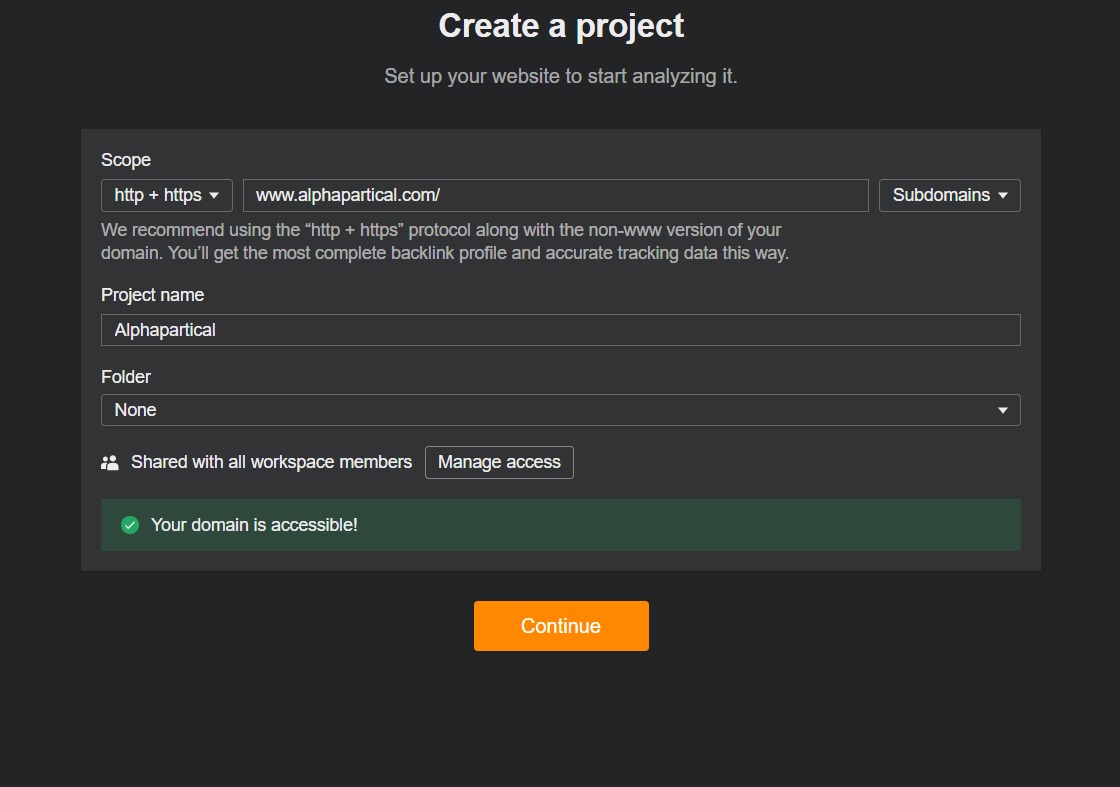 Create a project
Set up your website to start analyzing it.
Scope
http + https
www.alphapartical.com/
Subdomains
We recommend using the “http + https” protocol along with the non-www version of your
domain. You’ll get the most complete backlink profile and accurate tracking data this way.
Project name
Alphapartical
Folder
None
Shared with all workspace members
Manage access
Your domain is accessible!
Continue